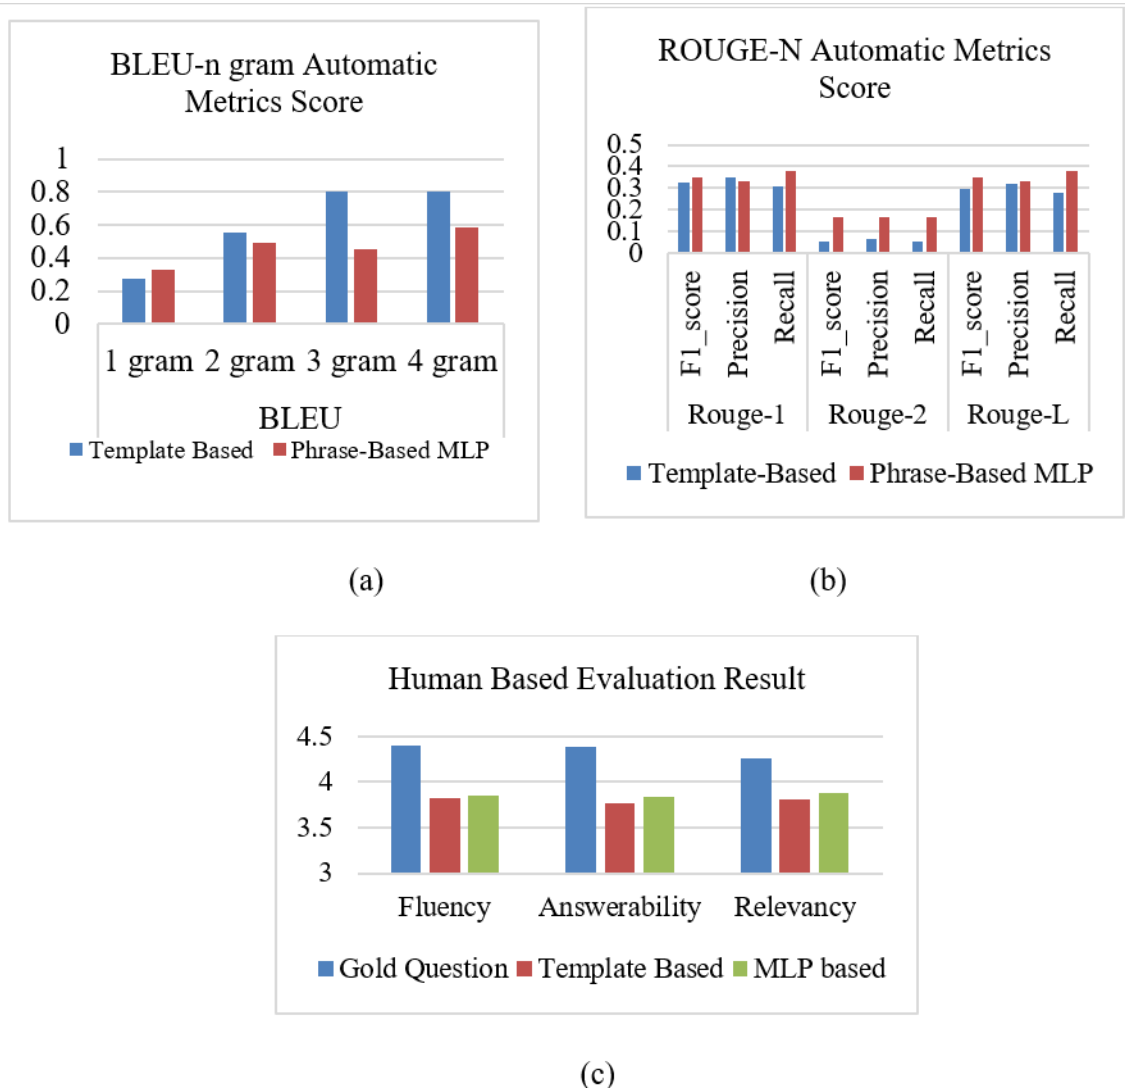 BLEU-n gram Automatic
Metrics Score
1
0.8
0.6
0.4
0.2
0
1 gram 2 gram 3 gram 4 gram
BLEU
Template Based Phrase-Based MLP
ROUGE-N Automatic Metrics
Score
0.5
0.4
0.3
0.2
0.1
0
F1_score Precision Recall F1_score Precision Recall F1_score Precision Recall
Rouge-1 Rouge-2 Rouge-L
Template-Based Phrase-Based MLP
(a) (b)
Human Based Evaluation Result
4.5
4
3.5
3
Fluency Answerability Relevancy
Gold Question Template Based MLP based
(c)